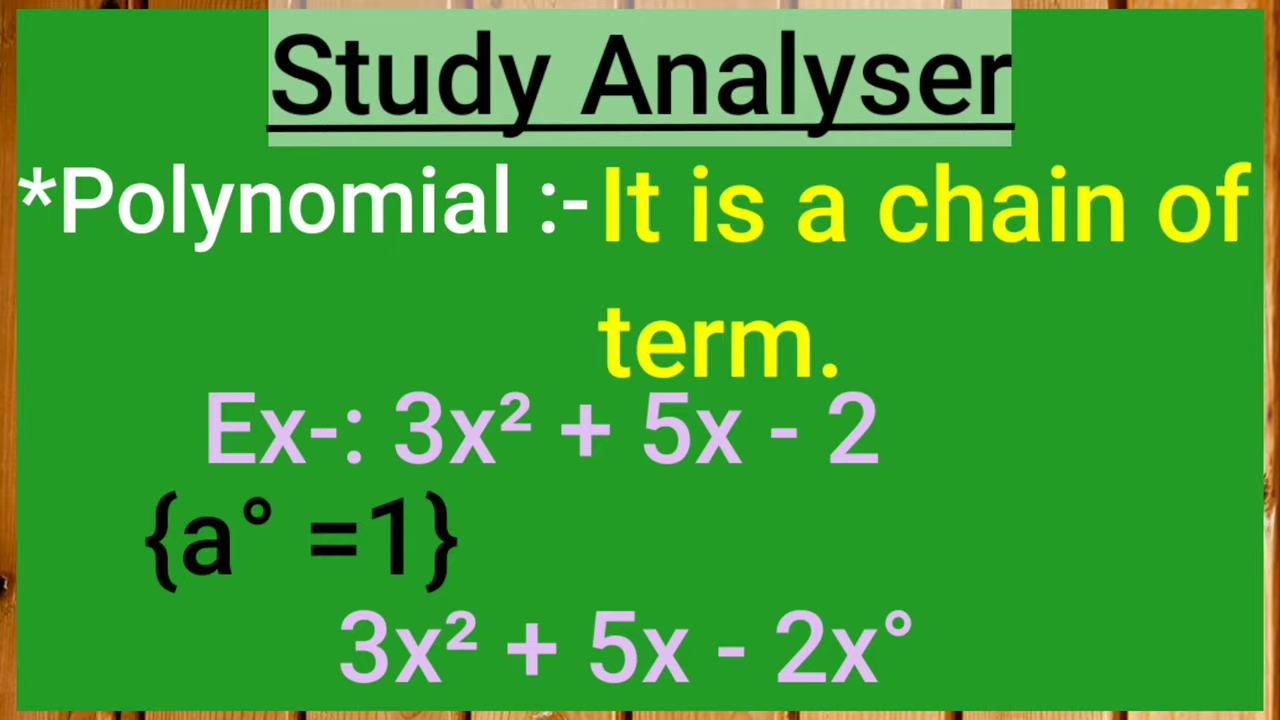 Study Analyser
*Polynomial :- It is a chain of
term.
Ex-: 3x² + 5x - 2
{a° =1}
3x² + 5x - 2x°